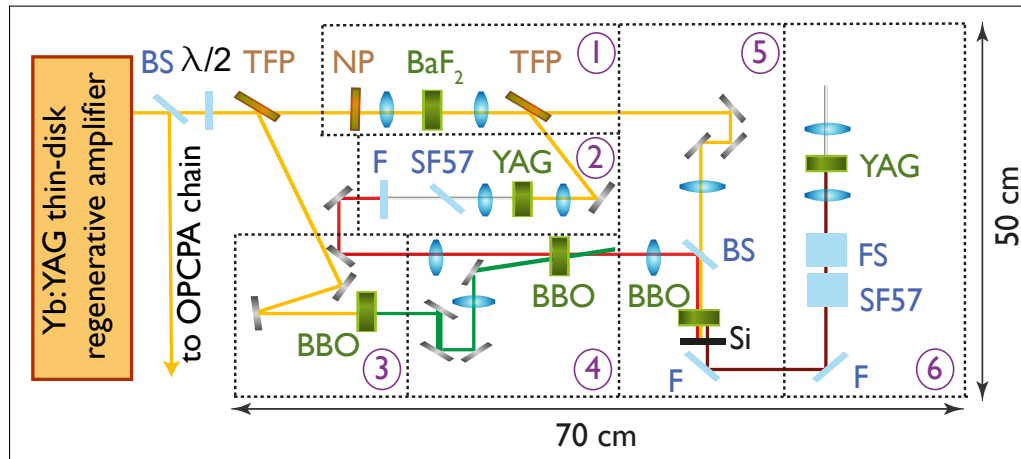 Yb:YAG thin-disk
regenerative amplifier
BS
λ/2
TFP
NP
BaF₂
TFP
1
to OPCPA chain
F
SF57
YAG
2
BBO
3
BBO
4
5
BS
BBO
Si
F
YAG
FS
SF57
F
6
50 cm
70 cm